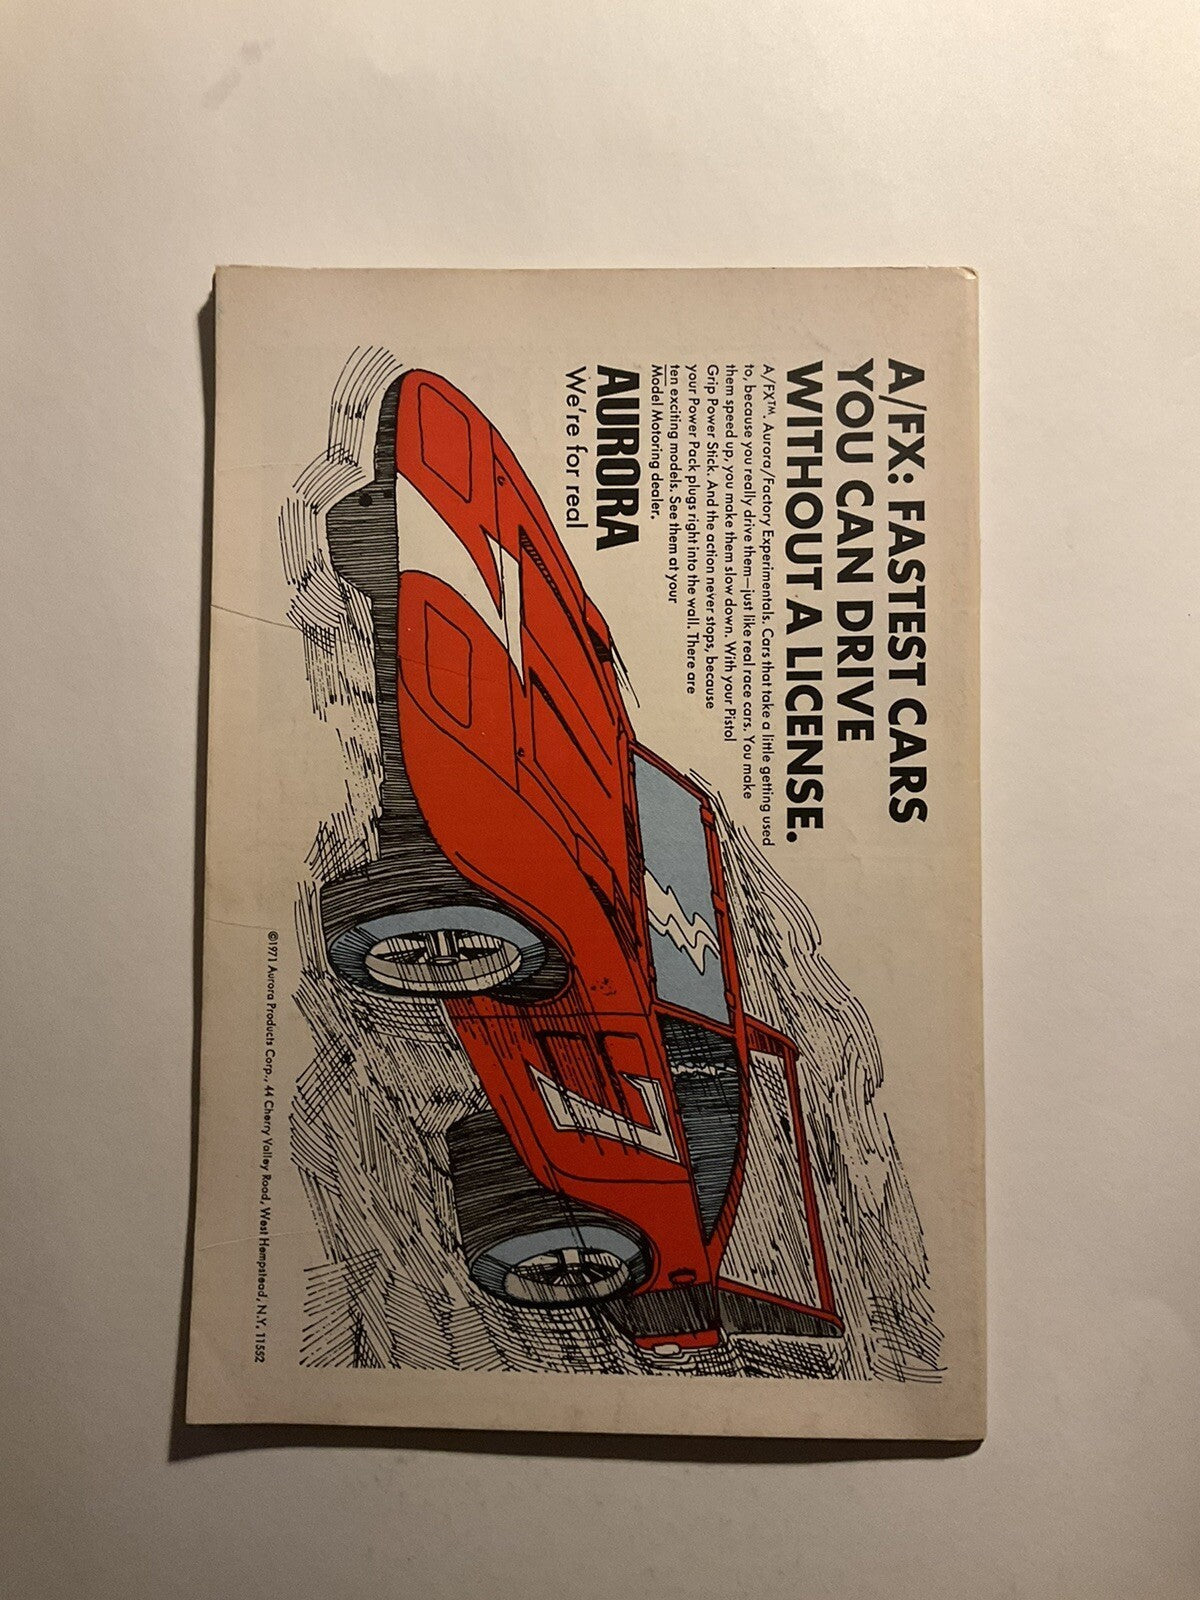 A/FX: FASTEST CARS
YOU CAN DRIVE
WITHOUT A LICENSE.
A/FX™. Aurora/Factory Experimentals. Cars that take a little getting used
to, because you really drive them—just like real race cars. You make
them speed up, you make them slow down. With your Pistol
Grip Power Stick. And the action never stops, because
your Power Pack plugs right into the wall. There are
ten exciting models. See them at your
Model Motoring dealer.
AURORA
We're for real
7
©1971 Aurora Products Corp., 44 Cherry Valley Road, West Hempstead, N.Y. 11552